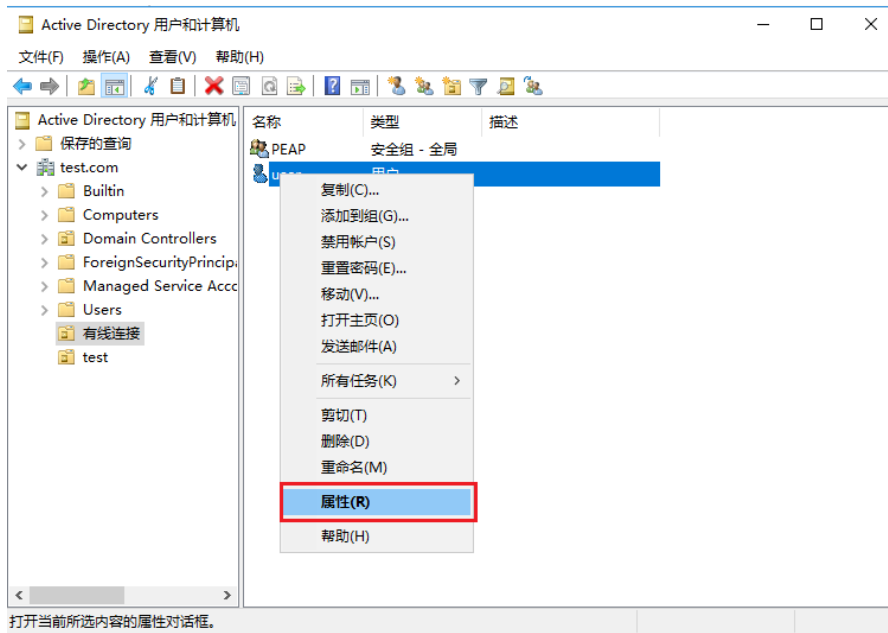 Active Directory 用户和计算机
文件(F) 操作(A) 查看(V) 帮助(H)
Active Directory 用户和计算机
保存的查询
test.com
Builtin
Computers
Domain Controllers
ForeignSecurityPrincip
Managed Service Acco
Users
有线连接
test
名称 类型 描述
PEAP 安全组 - 全局
用户
复制(C)...
添加到组(G)...
禁用帐户(S)
重置密码(E)...
移动(V)...
打开主页(O)
发送邮件(A)
所有任务(K)
剪切(T)
删除(D)
重命名(M)
属性(R)
帮助(H)
打开当前所选内容的属性对话框。